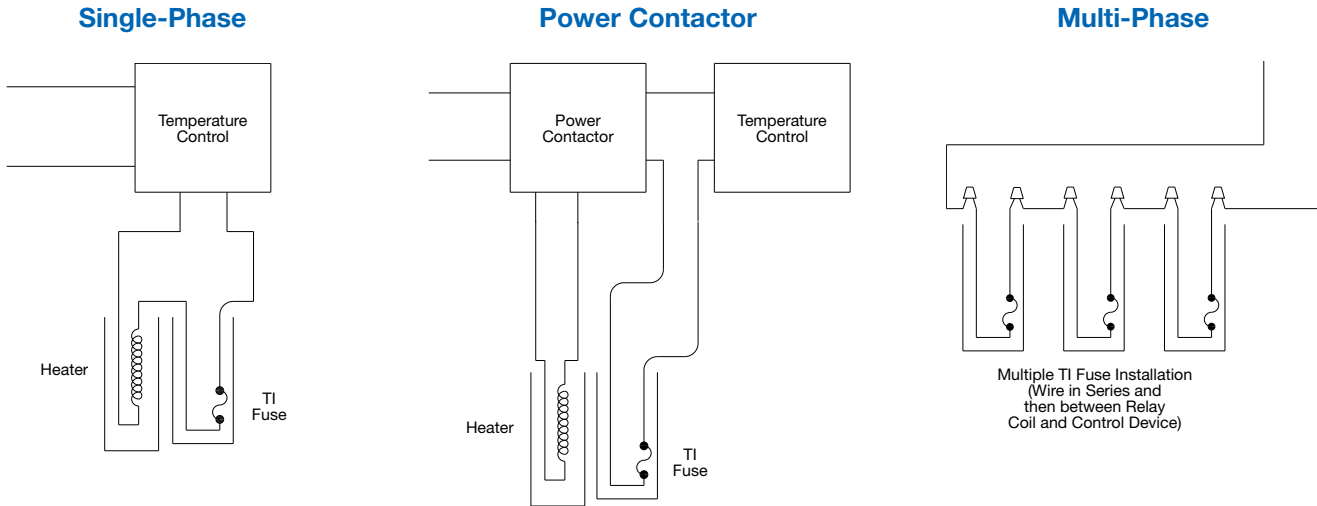 Single-Phase
Temperature
Control
Heater
TI
Fuse
Power Contactor
Power
Contactor
Temperature
Control
Heater
TI
Fuse
Multi-Phase
Multiple TI Fuse Installation
(Wire in Series and
then between Relay
Coil and Control Device)